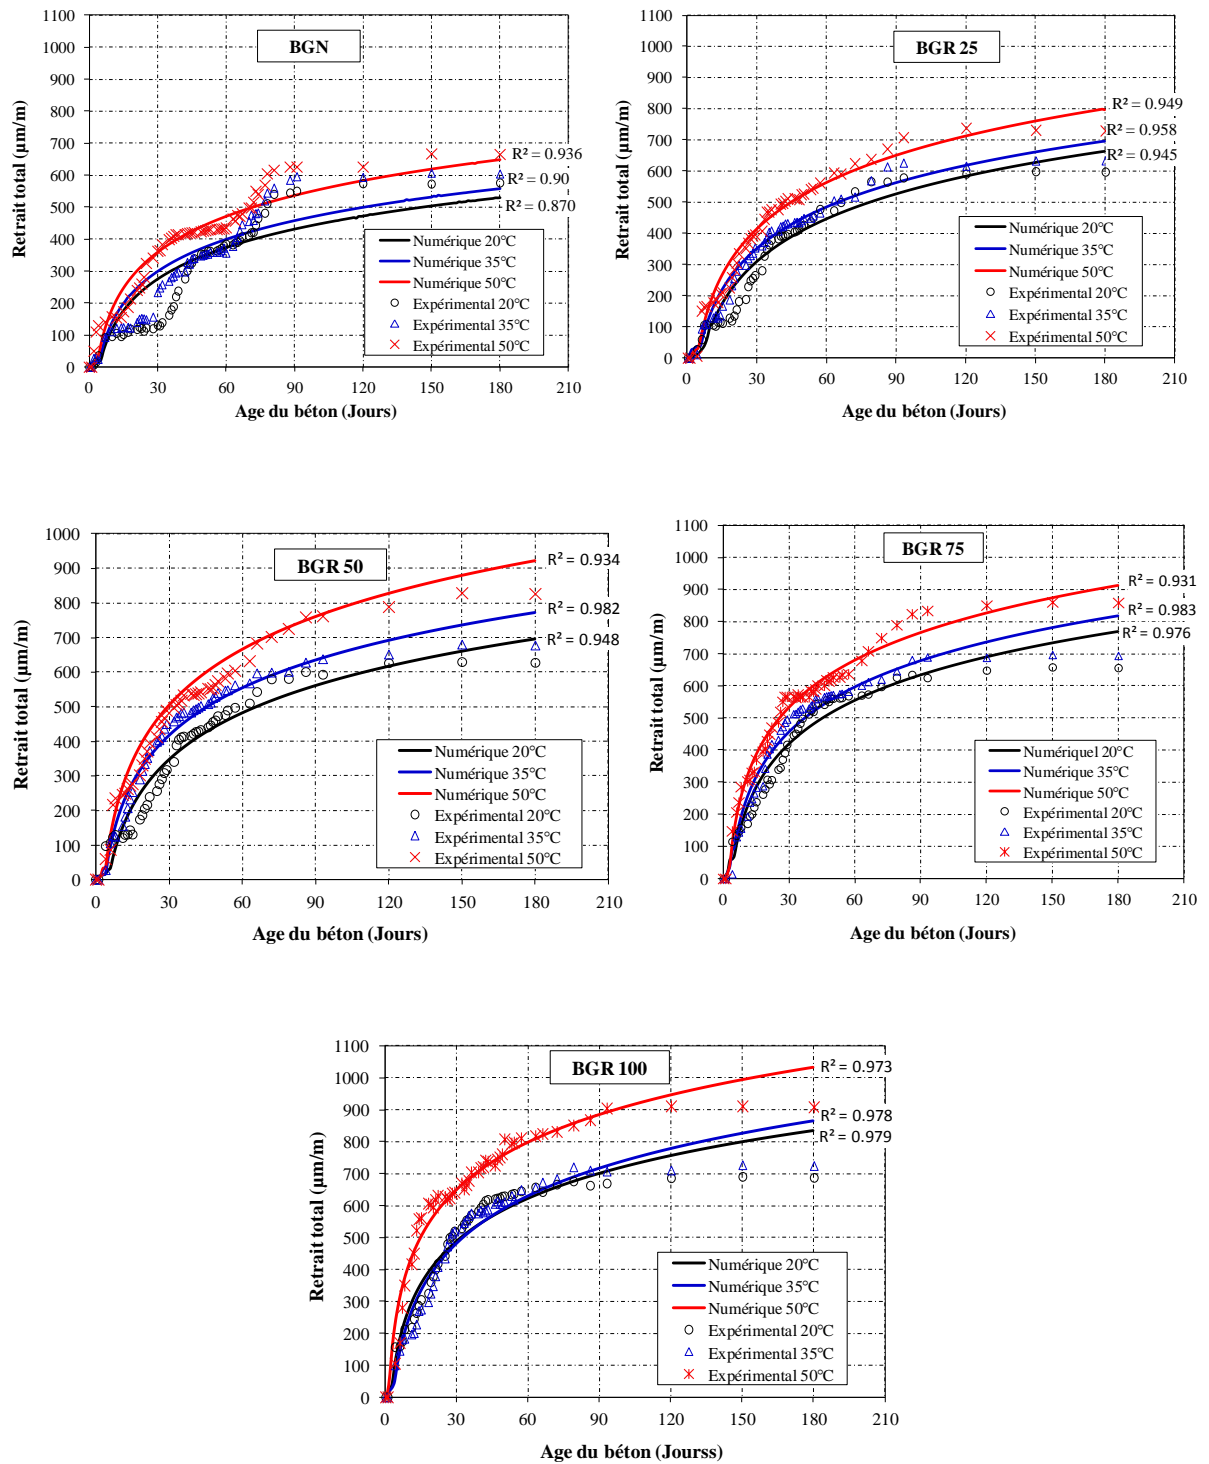 BGN
Retrait total (µm/m)
1100
1000
900
800
700
600
500
400
300
200
100
0
0 30 60 90 120 150 180 210
Age du béton (Jours)
R² = 0.936
R² = 0.90
R² = 0.870
Numérique 20°C
Numérique 35°C
Numérique 50°C
Expérimental 20°C
Expérimental 35°C
Expérimental 50°C
BGR 25
Retrait total (µm/m)
1100
1000
900
800
700
600
500
400
300
200
100
0
0 30 60 90 120 150 180 210
Age du béton (Jours)
R² = 0.949
R² = 0.958
R² = 0.945
Numérique 20°C
Numérique 35°C
Numérique 50°C
Expérimental 20°C
Expérimental 35°C
Expérimental 50°C
BGR 50
Retrait total (µm/m)
1000
900
800
700
600
500
400
300
200
100
0
0 30 60 90 120 150 180 210
Age du béton (Jours)
R² = 0.934
R² = 0.982
R² = 0.948
Numérique 20°C
Numérique 35°C
Numérique 50°C
Expérimental 20°C
Expérimental 35°C
Expérimental 50°C
BGR 75
Retrait total (µm/m)
1100
1000
900
800
700
600
500
400
300
200
100
0
0 30 60 90 120 150 180 210
Age du béton (Jours)
R² = 0.931
R² = 0.983
R² = 0.976
Numériquel 20°C
Numérique 35°C
Numérique 50°C
Expérimental 20°C
Expérimental 35°C
Expérimental 50°C
BGR 100
Retrait total (µm/m)
1100
1000
900
800
700
600
500
400
300
200
100
0
0 30 60 90 120 150 180 210
Age du béton (Jourss)
R² = 0.973
R² = 0.978
R² = 0.979
Numérique 20°C
Numérique 35°C
Numérique 50°C
Expérimental 20°C
Expérimental 35°C
Expérimental 50°C